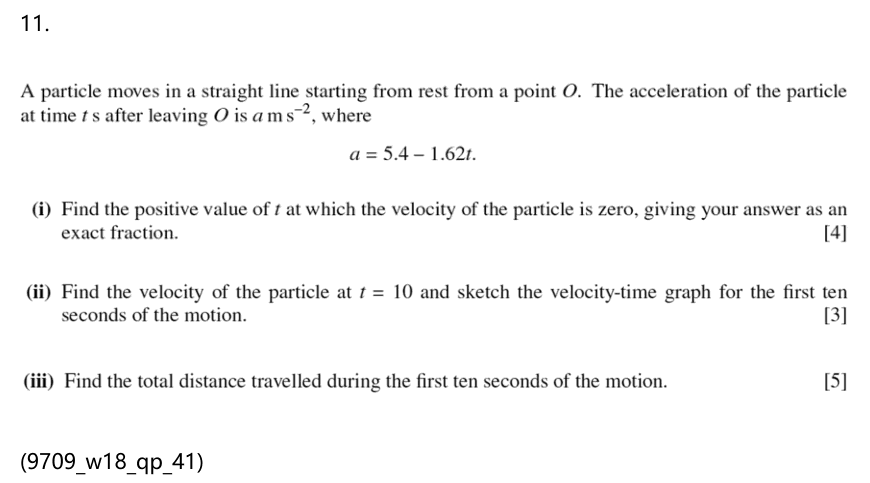 11.
A particle moves in a straight line starting from rest from a point O. The acceleration of the particle
at time t s after leaving O is a m s⁻², where
a = 5.4 – 1.62t.
(i) Find the positive value of t at which the velocity of the particle is zero, giving your answer as an
exact fraction. [4]
(ii) Find the velocity of the particle at t = 10 and sketch the velocity-time graph for the first ten
seconds of the motion. [3]
(iii) Find the total distance travelled during the first ten seconds of the motion. [5]
(9709_w18_qp_41)